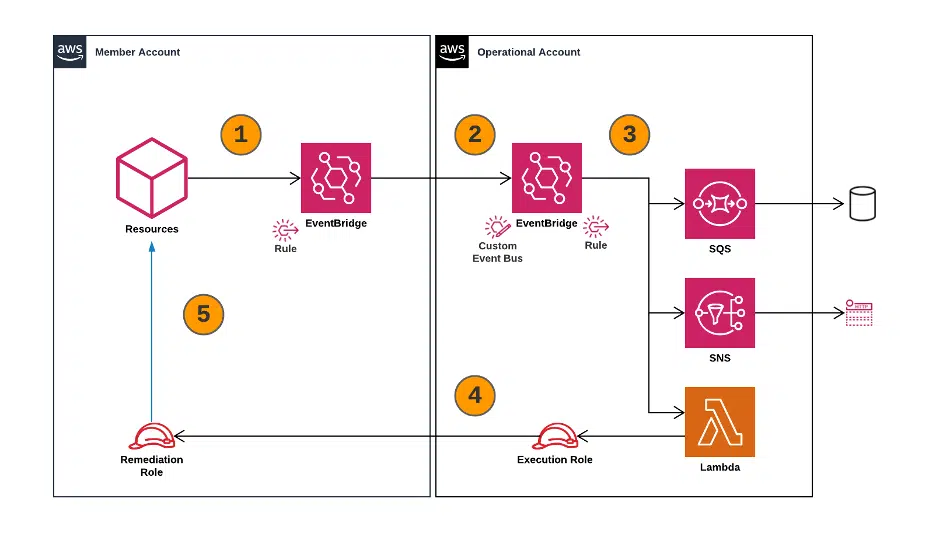 aws
Member Account
aws
Operational Account
1
2
3
Resources
EventBridge
Rule
EventBridge
Custom
Event Bus
Rule
SQS
5
HTTP
SNS
4
Remediation
Role
Execution Role
Lambda